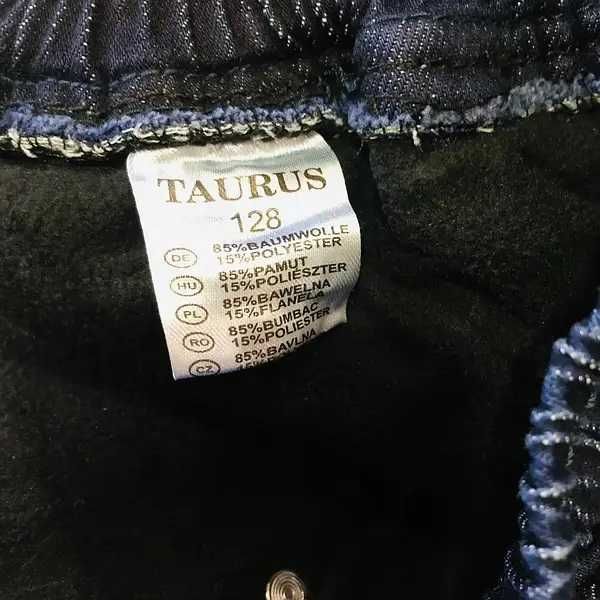 TAURUS
128
DE 85%BAUMWOLLE
15%POLYESTER
HU 85%PAMUT
15%POLIÉSZTER
PL 85%BAWELNA
15%FLANELA
RO 85%BUMBAC
15%POLIESTER
CZ 85%BAVLNA